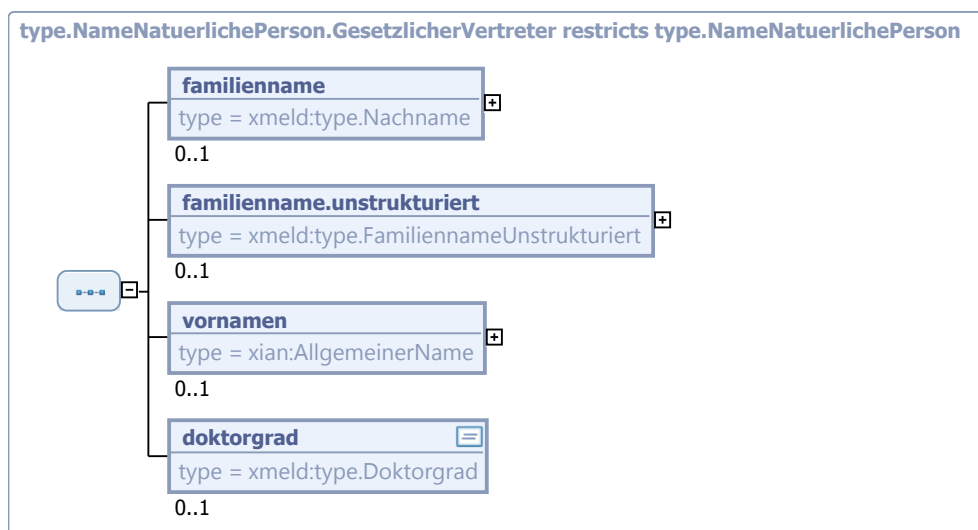 type.NameNatuerlichePerson.GesetzlicherVertreter restricts type.NameNatuerlichePerson
familienname
type = xmeld:type.Nachname
0..1
familienname.unstrukturiert
type = xmeld:type.FamiliennameUnstrukturiert
0..1
vornamen
type = xian:AllgemeinerName
0..1
doktorgrad
type = xmeld:type.Doktorgrad
0..1